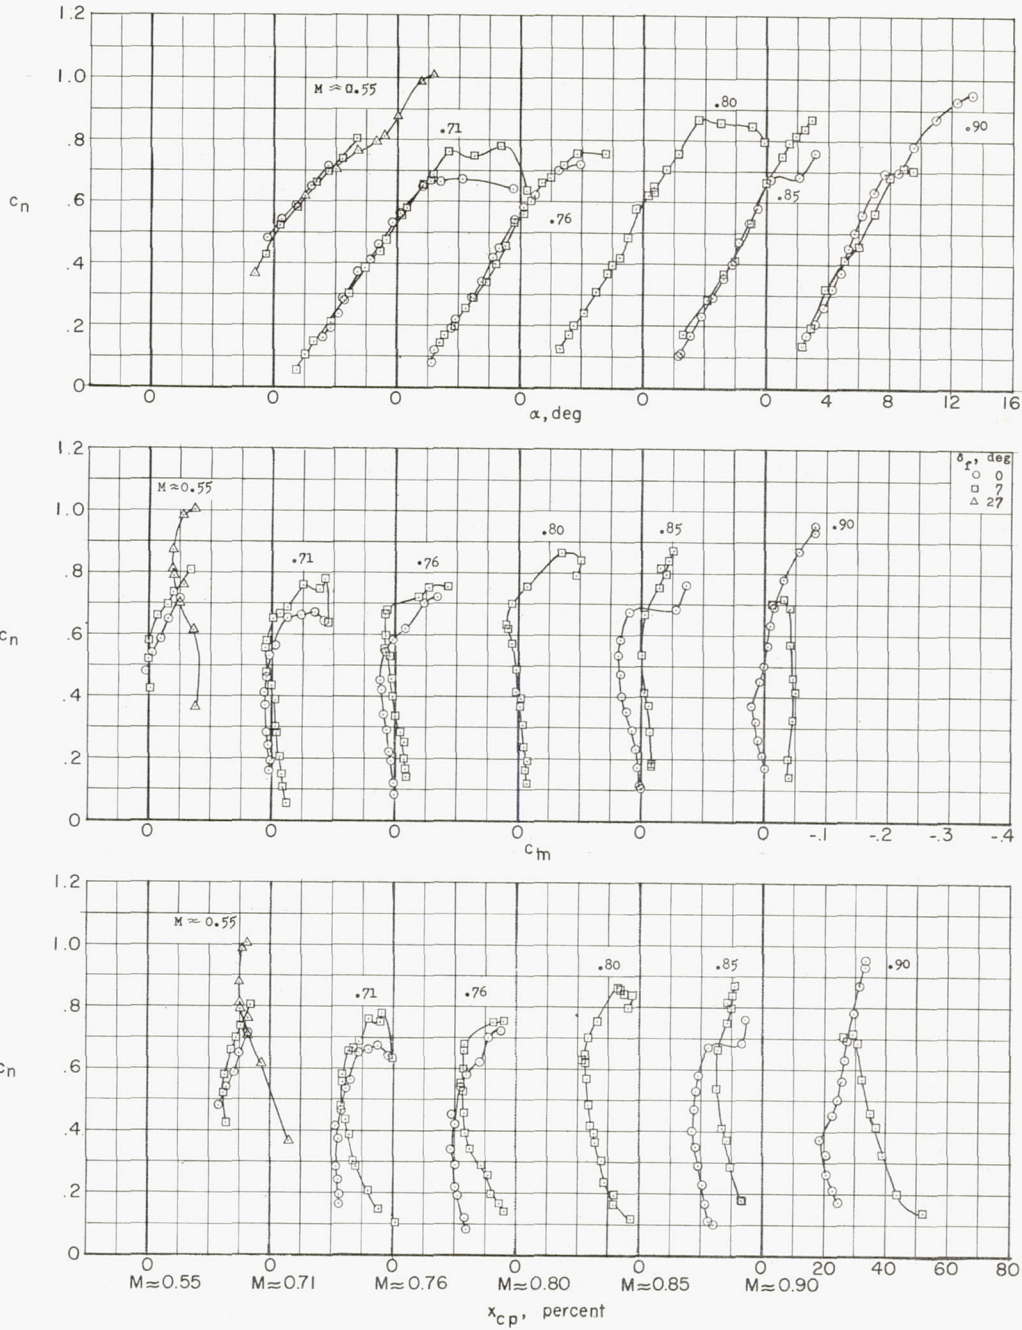 1.2
1.0
.8
.6
.4
.2
0
c_n
M ≈ 0.55
.71
.76
.80
.85
.90
0 0 0 0 0 0 4 8 12 16
α, deg
1.2
1.0
.8
.6
.4
.2
0
c_n
M ≈ 0.55
.71
.76
.80
.85
.90
δ_f, deg
○ 0
□ 7
△ 27
0 0 0 0 0 0 -.1 -.2 -.3 -.4
c_m
1.2
1.0
.8
.6
.4
.2
0
c_n
M ≈ 0.55
.71
.76
.80
.85
.90
0 0 0 0 0 0 20 40 60 80
M≈0.55 M≈0.71 M≈0.76 M≈0.80 M≈0.85 M≈0.90
x_cp, percent